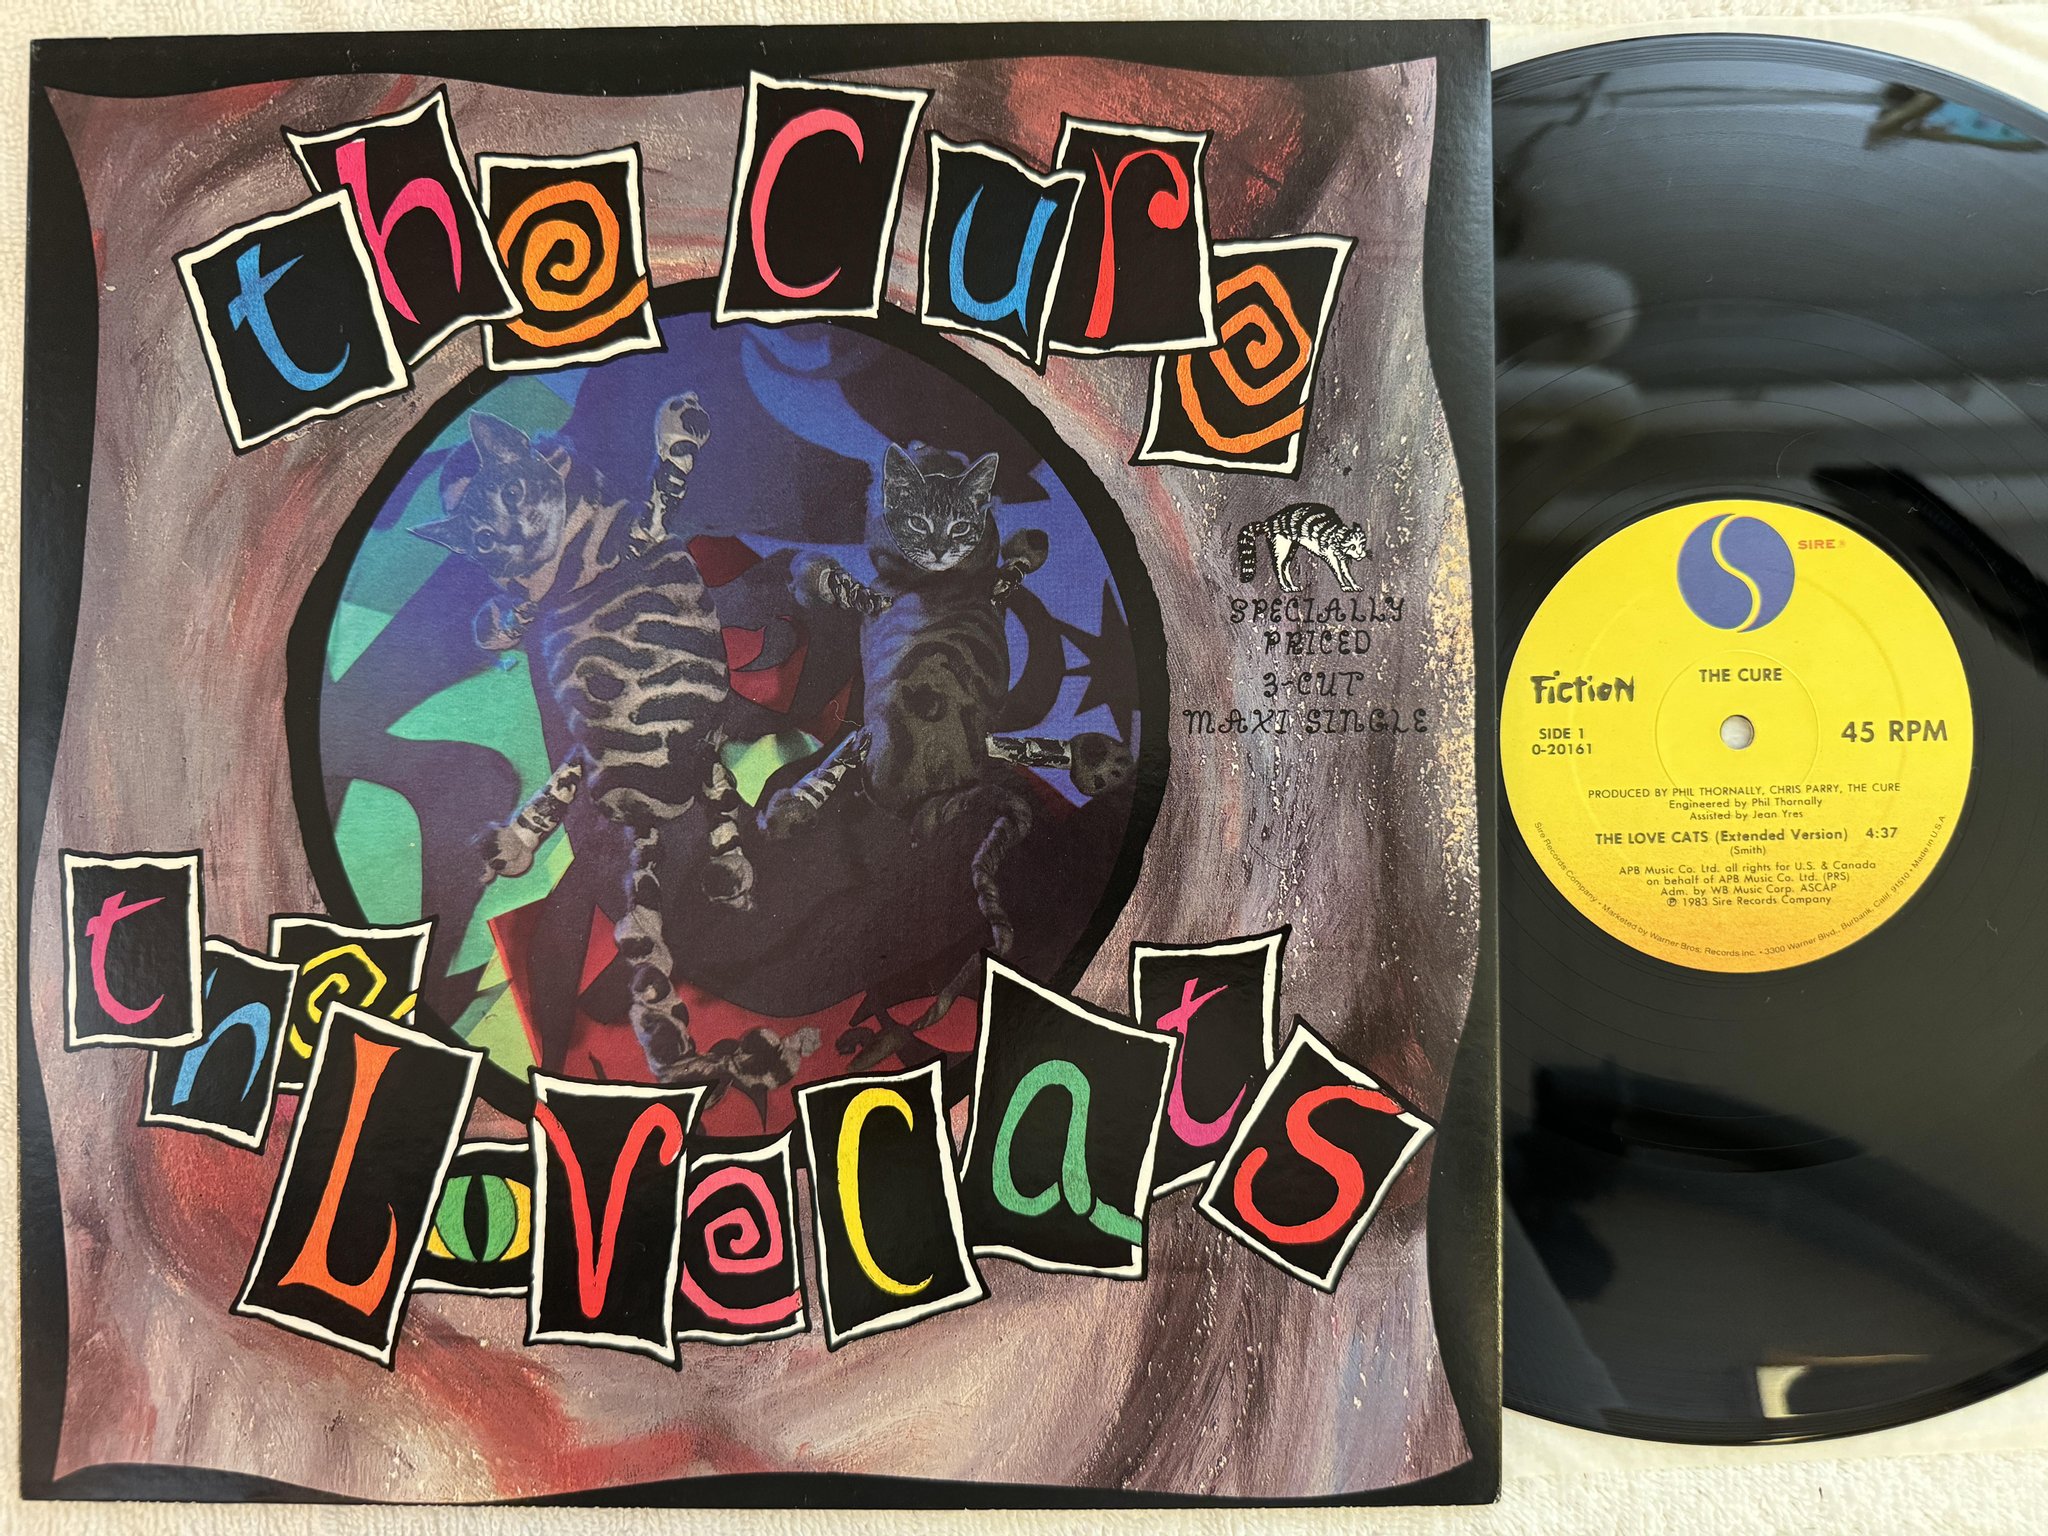 the Cure
SPECIALLY
PRICED
3-CUT
MAXI SINGLE
the Lovecats
SIRE®
Fiction
THE CURE
SIDE 1
0-20161
45 RPM
PRODUCED BY PHIL THORNALLY, CHRIS PARRY, THE CURE
Engineered by Phil Thornally
Assisted by Jean Yres
THE LOVE CATS (Extended Version) 4:37
(Smith)
APB Music Co. Ltd. all rights for U.S. & Canada
on behalf of APB Music Co. Ltd. (PRS)
Adm. by WB Music Corp. ASCAP
℗ 1983 Sire Records Company
Sire Records Company • Marketed by Warner Bros. Records Inc. • 3300 Warner Blvd., Burbank, Calif. 91510 • Made in U.S.A.